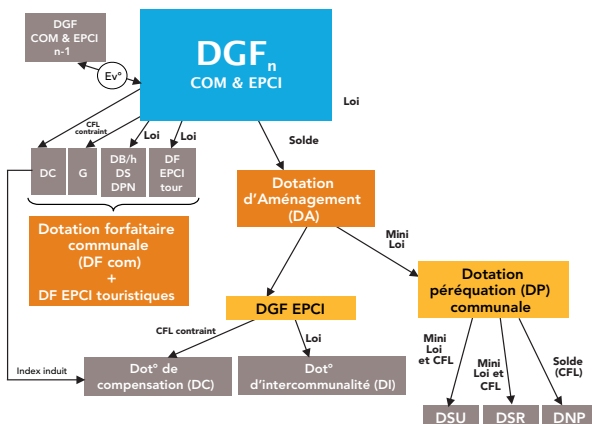 DGF
COM & EPCI
n-1
Ev°
DGFn
COM & EPCI
Loi
CFL
contraint
Loi
Loi
Solde
DC
G
DB/h
DS
DPN
DF
EPCI
tour
Dotation forfaitaire
communale
(DF com)
+
DF EPCI touristiques
Dotation
d'Aménagement
(DA)
Mini
Loi
Dotation
péréquation (DP)
communale
DGF EPCI
CFL contraint
Loi
Mini
Loi
et CFL
Mini
Loi et
CFL
Solde
(CFL)
Index induit
Dot° de
compensation (DC)
Dot°
d'intercommunalité (DI)
DSU
DSR
DNP